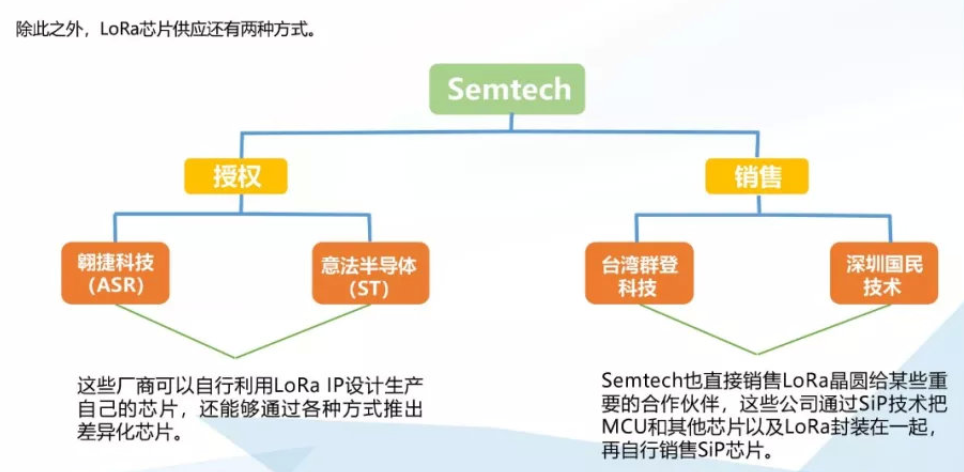 除此之外，LoRa芯片供应还有两种方式。
Semtech
授权
销售
翱捷科技
（ASR）
意法半导体
（ST）
台湾群登
科技
深圳国民
技术
这些厂商可以自行利用LoRa IP设计生产
自己的芯片，还能够通过各种方式推出
差异化芯片。
Semtech也直接销售LoRa晶圆给某些重
要的合作伙伴，这些公司通过SiP技术把
MCU和其他芯片以及LoRa封装在一起，
再自行销售SiP芯片。